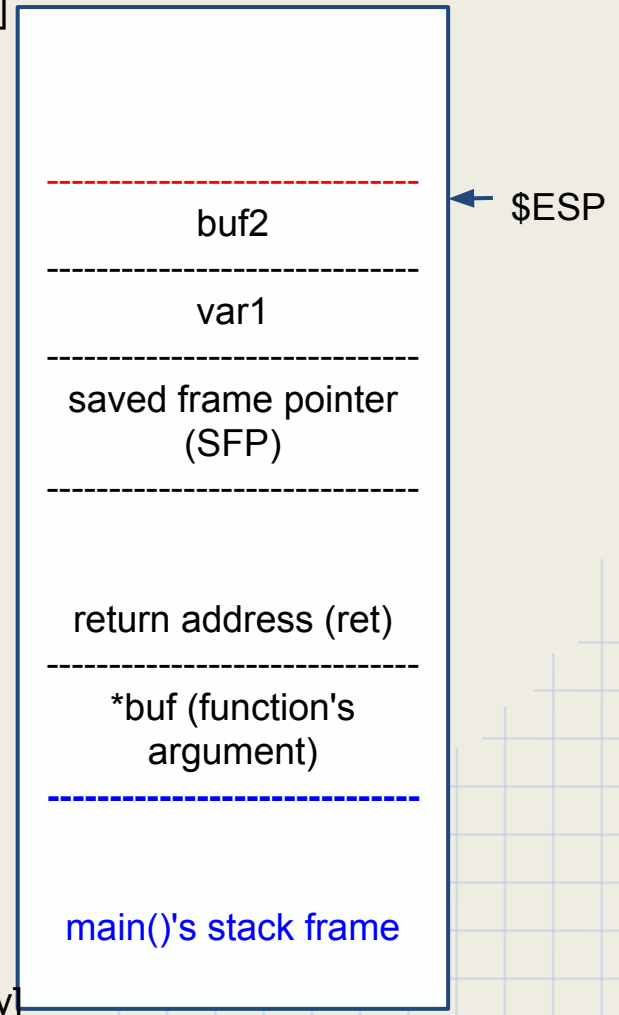 ]
$ESP
buf2
var1
saved frame pointer
(SFP)
return address (ret)
*buf (function's
argument)
main()'s stack frame